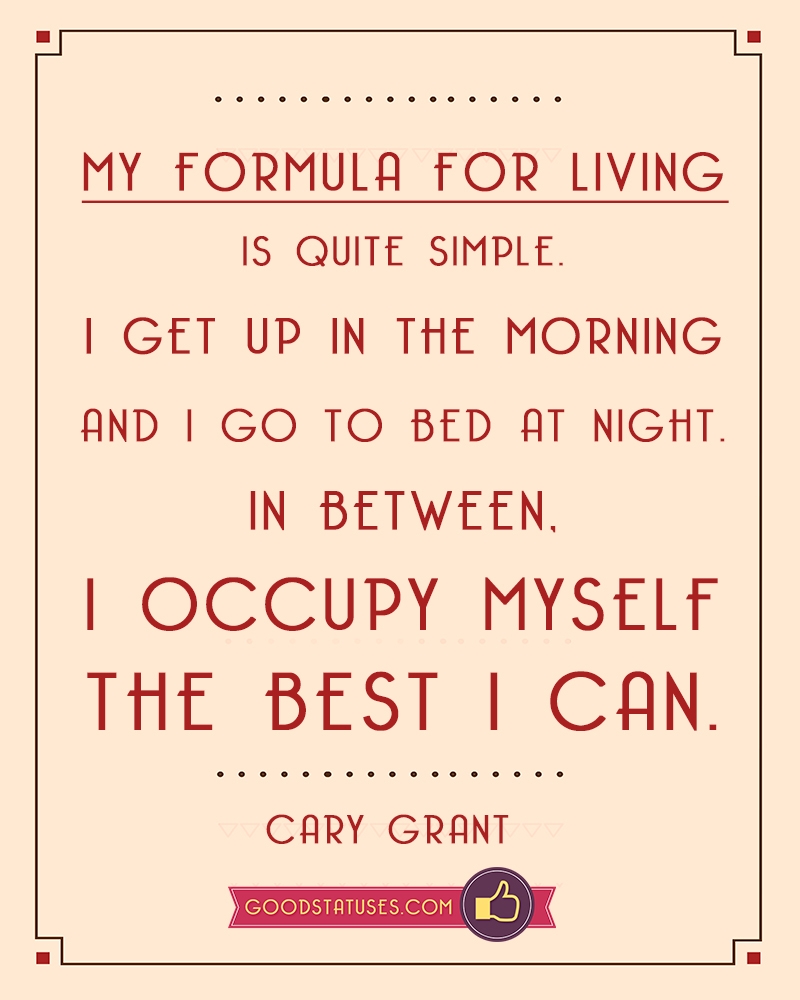 MY FORMULA FOR LIVING
IS QUITE SIMPLE.
I GET UP IN THE MORNING
AND I GO TO BED AT NIGHT.
IN BETWEEN,
I OCCUPY MYSELF
THE BEST I CAN.
CARY GRANT
GOODSTATUSES.COM